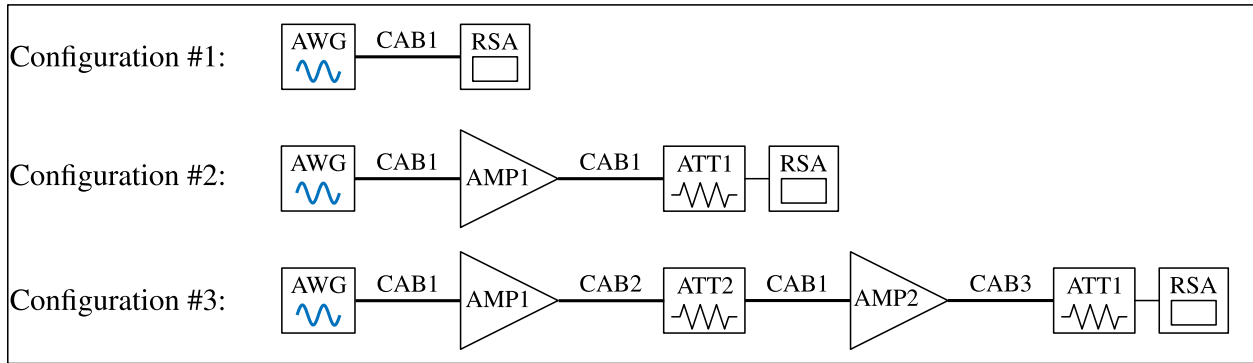 Configuration #1: AWG CAB1 RSA
Configuration #2: AWG CAB1 AMP1 CAB1 ATT1 RSA
Configuration #3: AWG CAB1 AMP1 CAB2 ATT2 CAB1 AMP2 CAB3 ATT1 RSA